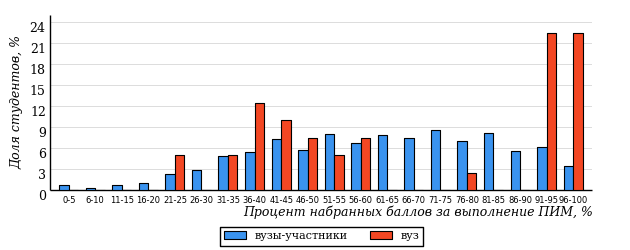 Доля студентов, %
24
21
18
15
12
9
6
3
0
0-5 6-10 11-15 16-20 21-25 26-30 31-35 36-40 41-45 46-50 51-55 56-60 61-65 66-70 71-75 76-80 81-85 86-90 91-95 96-100
Процент набранных баллов за выполнение ПИМ, %
вузы-участники вуз